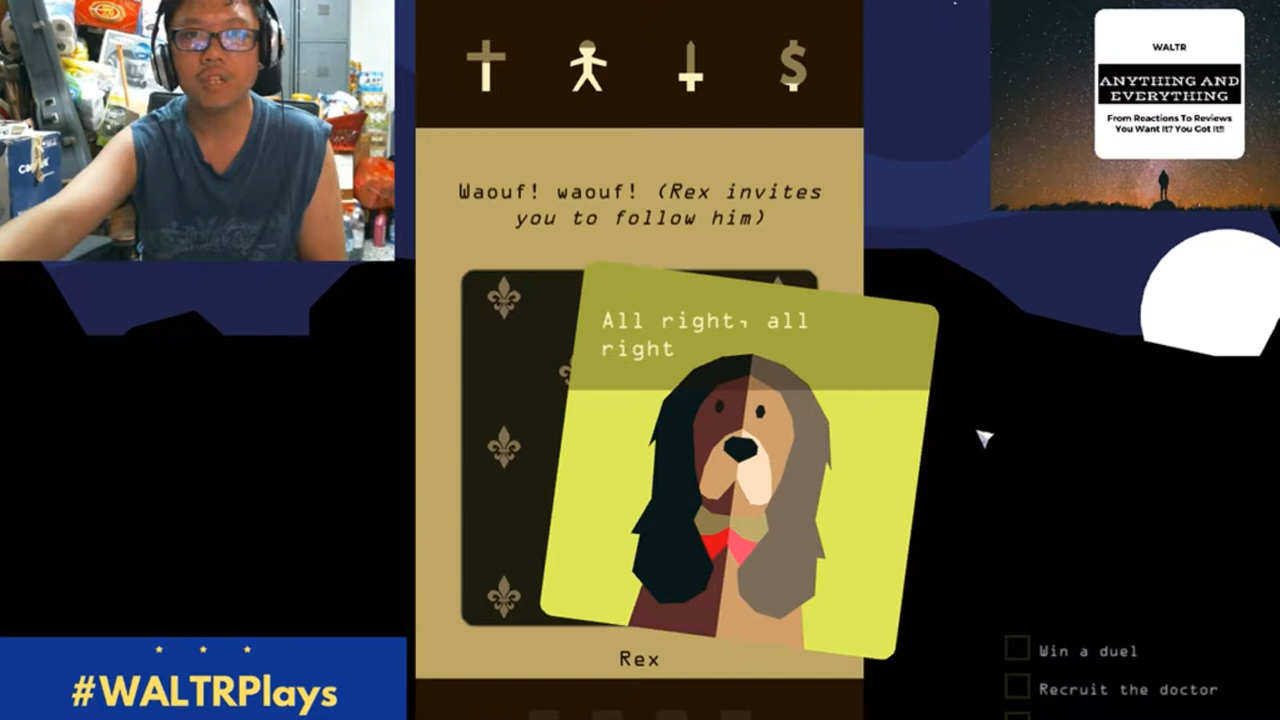 WALTR
ANYTHING AND
EVERYTHING
From Reactions To Reviews
You Want It? You Got It!!
Waouf! waouf! (Rex invites
you to follow him)
All right, all
right
Rex
Win a duel
Recruit the doctor
#WALTRPlays